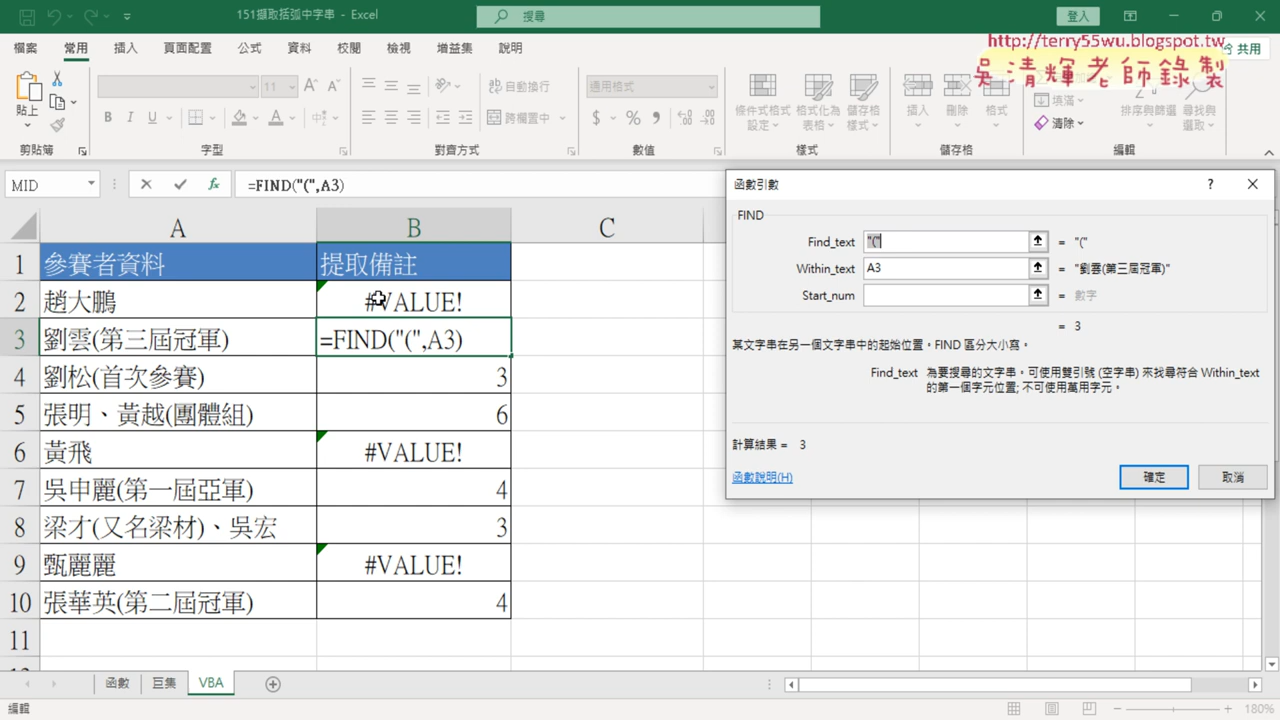 151擷取括弧中字串 - Excel
搜尋
登入
http://terry55wu.blogspot.tw
吳清輝老師錄製
檔案 常用 插入 頁面配置 公式 資料 校閱 檢視 增益集 說明
共用
貼上
11
B I U
自動換行
跨欄置中
通用格式
$ % ,
條件式格式設定
格式化為表格
儲存格樣式
插入 刪除 格式
填滿
清除
排序與篩選
尋找與選取
剪貼簿 字型 對齊方式 數值 樣式 儲存格 編輯
MID
fx
=FIND("(",A3)
A B C
1 參賽者資料 提取備註
2 趙大鵬 #VALUE!
3 劉雲(第三屆冠軍) =FIND("(",A3)
4 劉松(首次參賽) 3
5 張明、黃越(團體組) 6
6 黃飛 #VALUE!
7 吳申麗(第一屆亞軍) 4
8 梁才(又名梁材)、吳宏 3
9 甄麗麗 #VALUE!
10 張華英(第二屆冠軍) 4
11
函數引數
FIND
Find_text "(" = "("
Within_text A3 = "劉雲(第三屆冠軍)"
Start_num = 數字
= 3
某文字串在另一個文字串中的起始位置。FIND 區分大小寫。
Find_text 為要搜尋的文字串。可使用雙引號 (空字串) 來找尋符合 Within_text
的第一個字元位置; 不可使用萬用字元。
計算結果 = 3
函數說明(H)
確定
取消
函數 巨集 VBA
編輯
180%